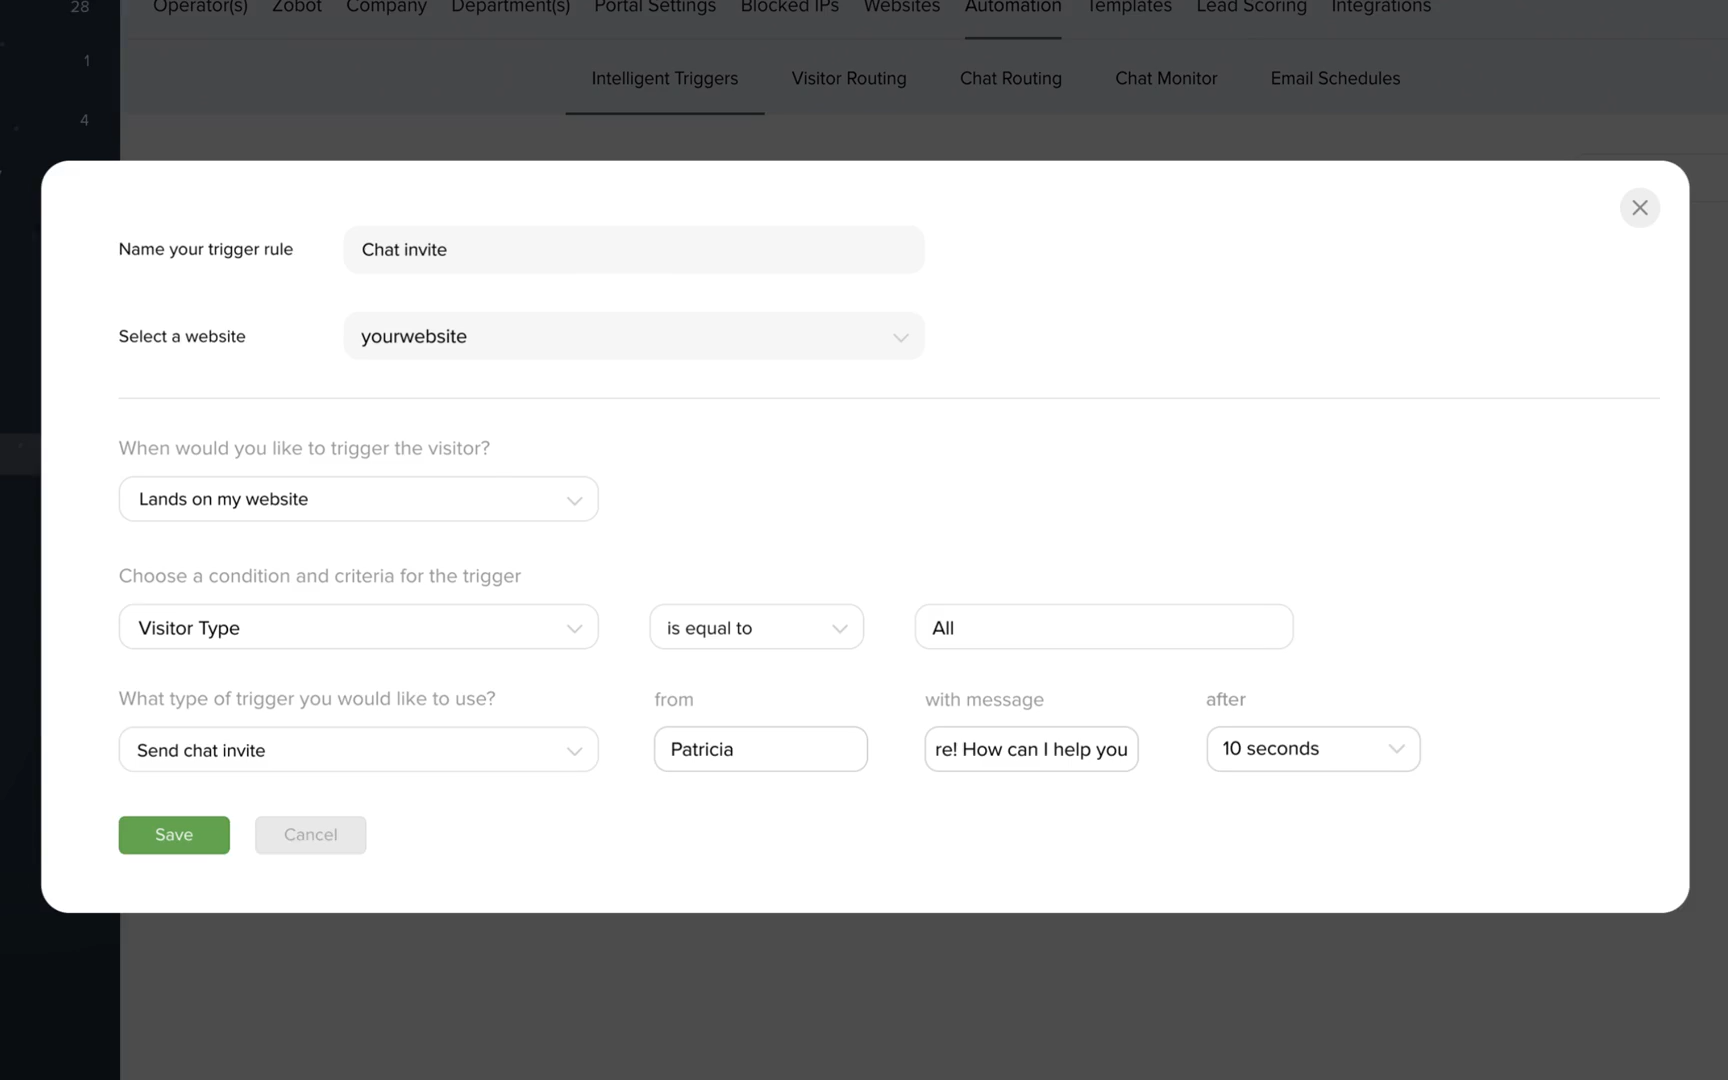 28 Operator(s) Zobot Company Department(s) Portal Settings Blocked IPs Websites Automation Templates Lead Scoring Integrations
1
Intelligent Triggers Visitor Routing Chat Routing Chat Monitor Email Schedules
4
Name your trigger rule Chat invite
Select a website yourwebsite
When would you like to trigger the visitor?
Lands on my website
Choose a condition and criteria for the trigger
Visitor Type is equal to All
What type of trigger you would like to use? from with message after
Send chat invite Patricia re! How can I help you 10 seconds
Save Cancel